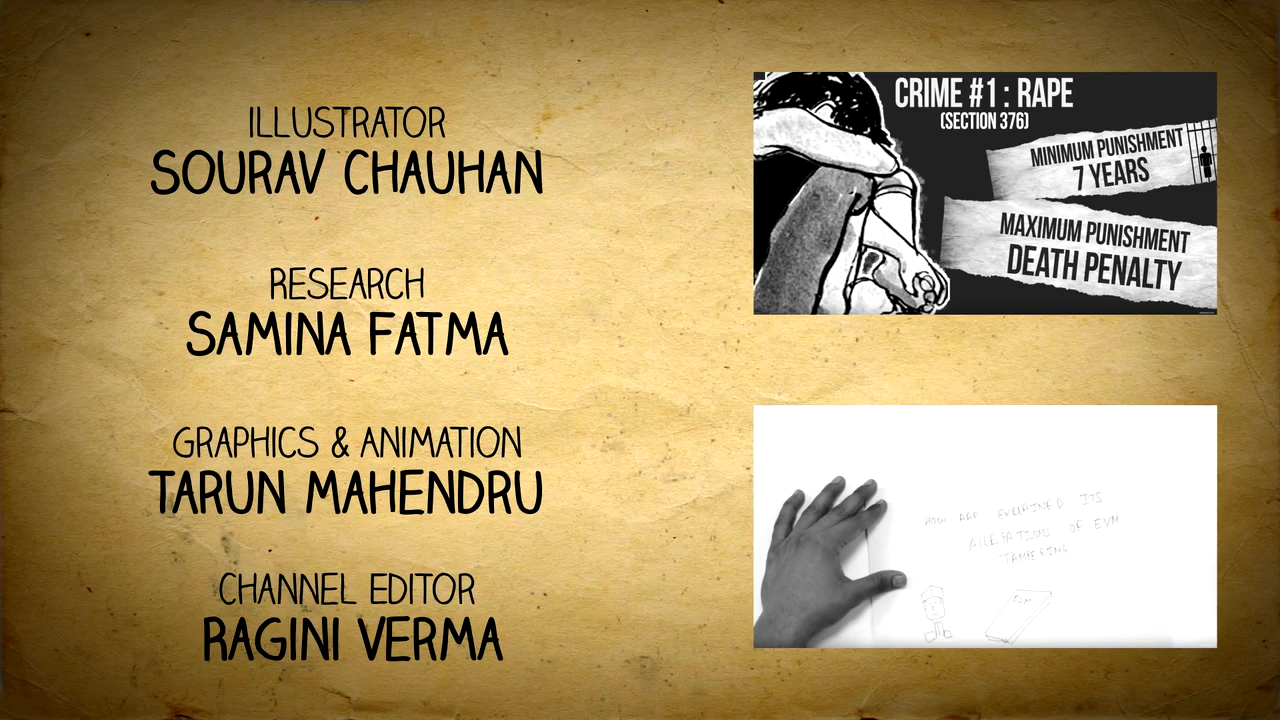 ILLUSTRATOR
SOURAV CHAUHAN
RESEARCH
SAMINA FATMA
GRAPHICS & ANIMATION
TARUN MAHENDRU
CHANNEL EDITOR
RAGINI VERMA
CRIME #1 : RAPE
(SECTION 376)
MINIMUM PUNISHMENT
7 YEARS
MAXIMUM PUNISHMENT
DEATH PENALTY
HOW AAP EXPLAINED ITS
ALLEGATIONS OF EVM
TAMPERING
EVM